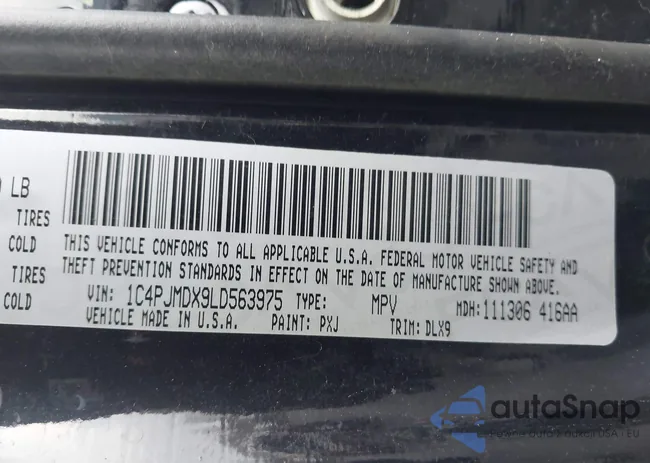 LB
TIRES
COLD
TIRES
COLD
THIS VEHICLE CONFORMS TO ALL APPLICABLE U.S.A. FEDERAL MOTOR VEHICLE SAFETY AND
THEFT PREVENTION STANDARDS IN EFFECT ON THE DATE OF MANUFACTURE SHOWN ABOVE.
VIN: 1C4PJMDX9LD563975 TYPE: MPV MDH:111306 416AA
VEHICLE MADE IN U.S.A. PAINT: PXJ TRIM: DLX9
autaSnap